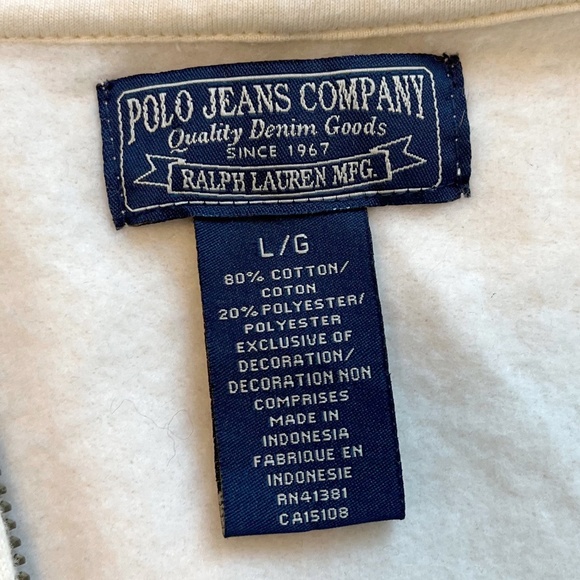 POLO JEANS COMPANY
Quality Denim Goods
SINCE 1967
RALPH LAUREN MFG.
L/G
80% COTTON/
COTON
20% POLYESTER/
POLYESTER
EXCLUSIVE OF
DECORATION/
DECORATION NON
COMPRISES
MADE IN
INDONESIA
FABRIQUE EN
INDONESIE
RN41381
CA15108